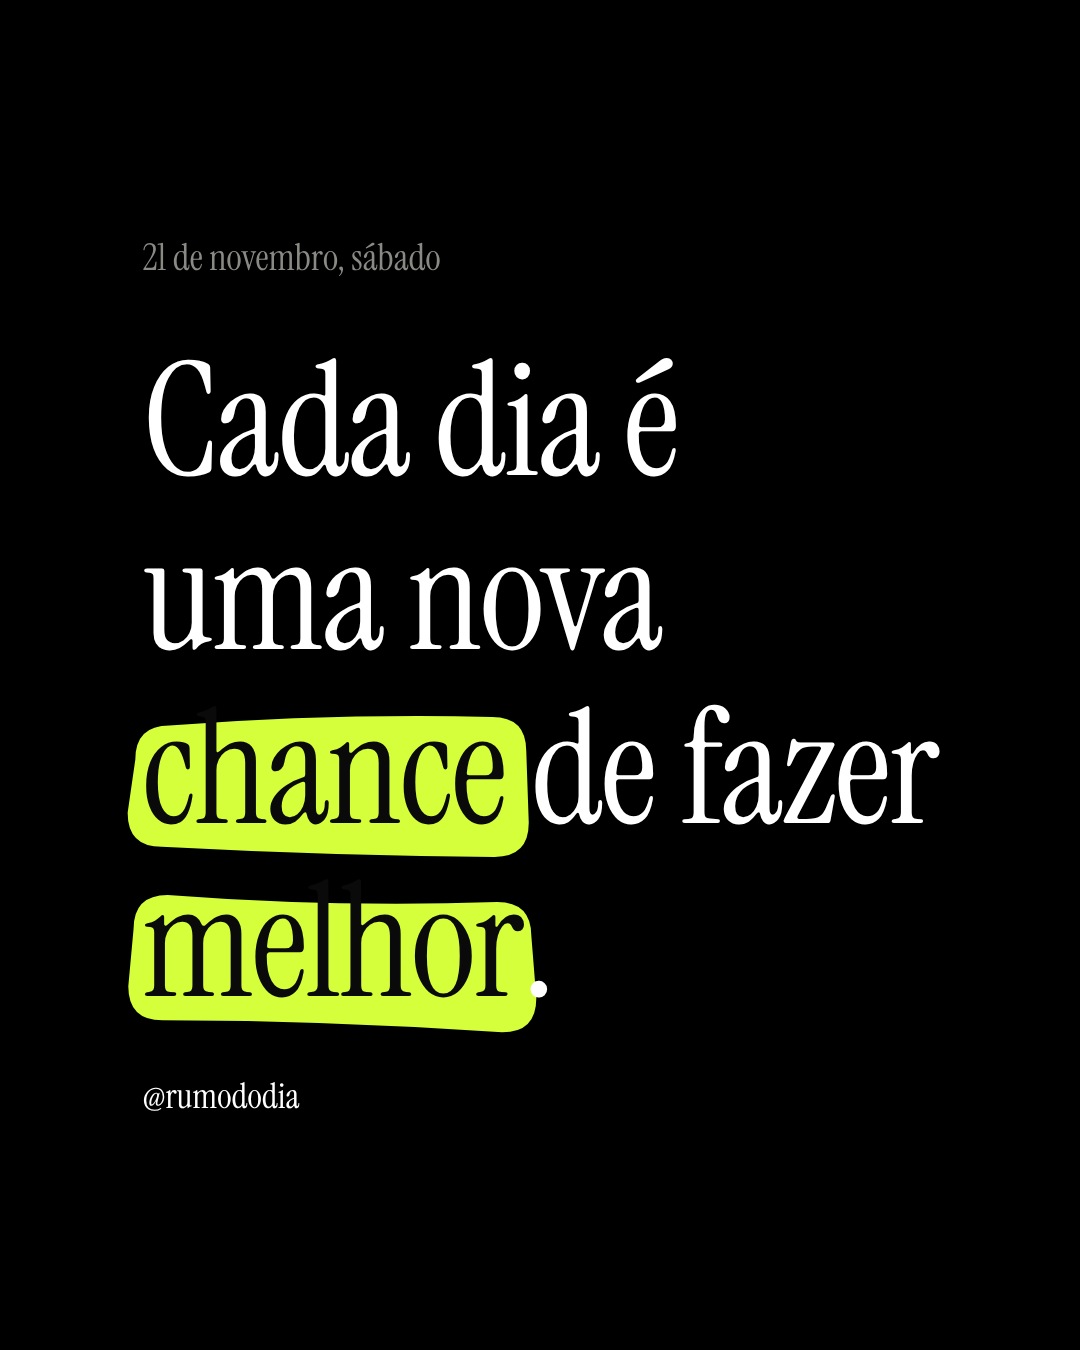 21 de novembro, sábado
Cada dia é
uma nova
chance de fazer
melhor.
@rumododia